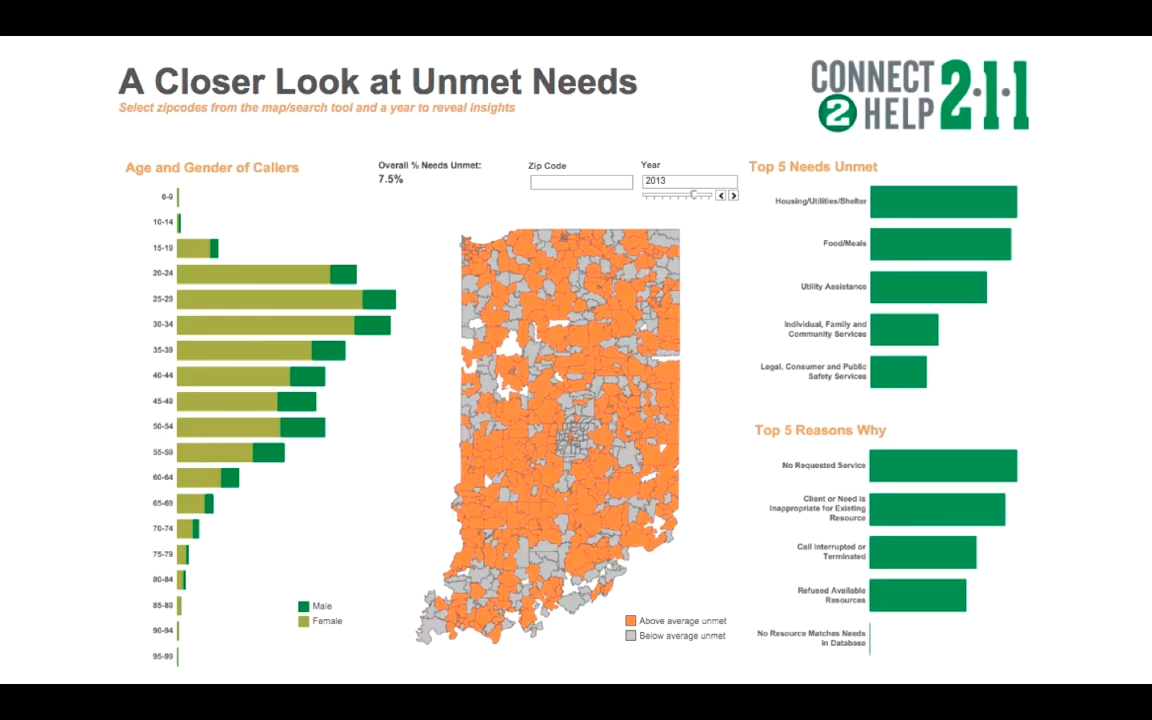 A Closer Look at Unmet Needs
Select zipcodes from the map/search tool and a year to reveal insights
CONNECT
2 HELP
2·1·1
Age and Gender of Callers
0-9
10-14
15-19
20-24
25-29
30-34
35-39
40-44
45-49
50-54
55-59
60-64
65-69
70-74
75-79
80-84
85-89
90-94
95-99
Male
Female
Overall % Needs Unmet:
7.5%
Zip Code
Year
2013
Above average unmet
Below average unmet
Top 5 Needs Unmet
Housing/Utilities/Shelter
Food/Meals
Utility Assistance
Individual, Family and
Community Services
Legal, Consumer and Public
Safety Services
Top 5 Reasons Why
No Requested Service
Client or Need is
Inappropriate for Existing
Resource
Call Interrupted or
Terminated
Refused Available
Resources
No Resource Matches Needs
in Database